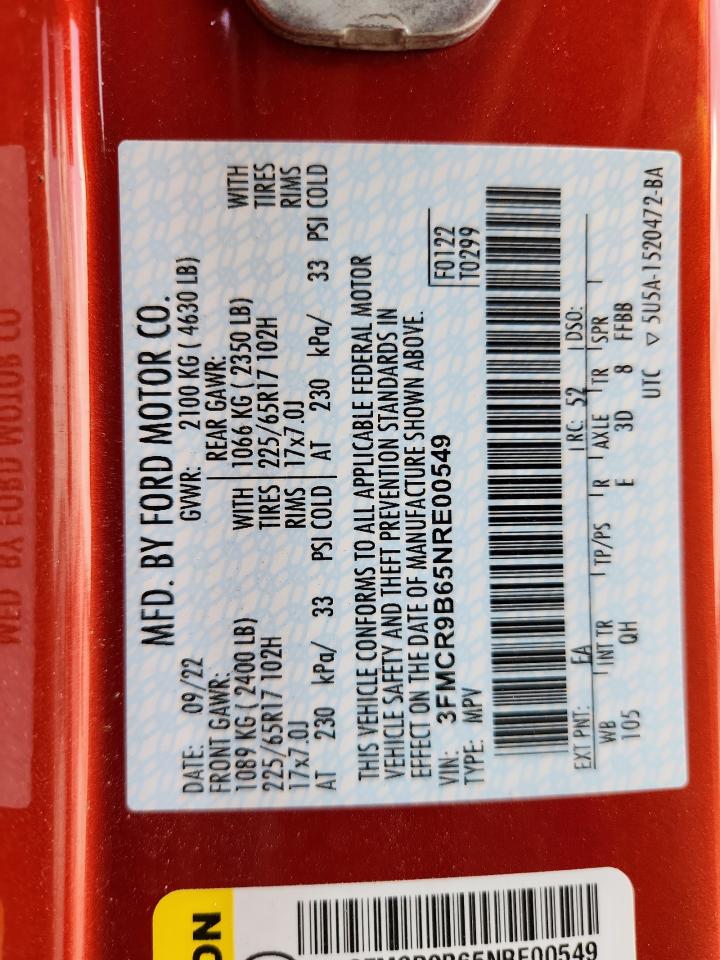 MFD. BY FORD MOTOR CO.
DATE: 09/22 GVWR: 2100 KG ( 4630 LB)
FRONT GAWR: REAR GAWR:
1089 KG ( 2400 LB) WITH 1066 KG ( 2350 LB) WITH
225/65R17 102H TIRES 225/65R17 102H TIRES
17x7.0J RIMS 17x7.0J RIMS
AT 230 kPa/ 33 PSI COLD AT 230 kPa/ 33 PSI COLD
THIS VEHICLE CONFORMS TO ALL APPLICABLE FEDERAL MOTOR
VEHICLE SAFETY AND THEFT PREVENTION STANDARDS IN
EFFECT ON THE DATE OF MANUFACTURE SHOWN ABOVE.
VIN: 3FMCR9B65NRE00549 F0122
TYPE: MPV T0299
EXT PNT: EA RC: 52 DSO:
WB INT TR TP/PS R AXLE TR SPR
105 QH E 3D 8 FFBB
UTC ▽ 5U5A-1520472-BA
ON
3FMCR9B65NRE00549